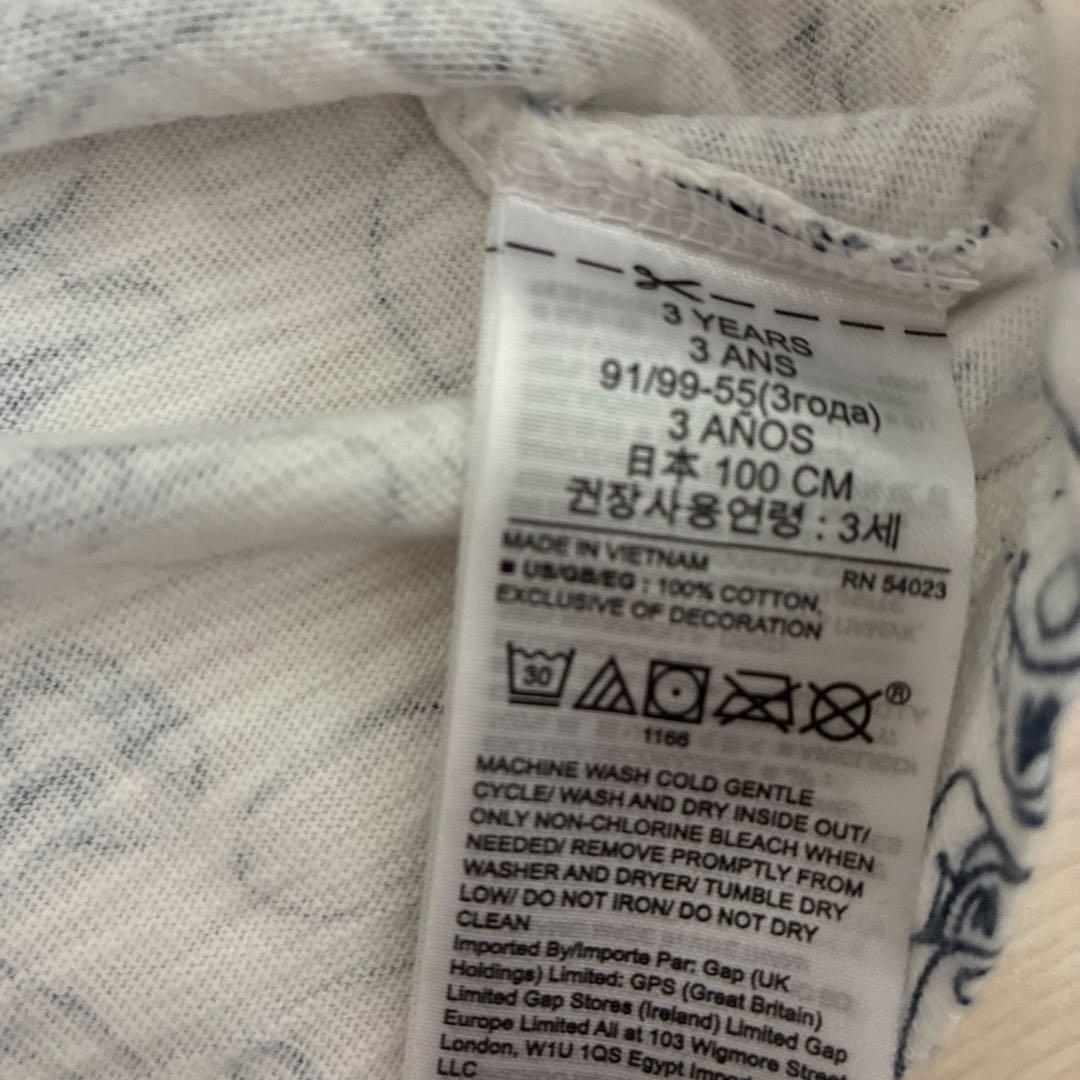 3 YEARS
3 ANS
91/99-55(3года)
3 AÑOS
日本 100 CM
권장사용연령 : 3세
MADE IN VIETNAM
RN 54023
■ US/GB/EG : 100% COTTON,
EXCLUSIVE OF DECORATION
30
®
1166
MACHINE WASH COLD GENTLE
CYCLE/ WASH AND DRY INSIDE OUT/
ONLY NON-CHLORINE BLEACH WHEN
NEEDED/ REMOVE PROMPTLY FROM
WASHER AND DRYER/ TUMBLE DRY
LOW/ DO NOT IRON/ DO NOT DRY
CLEAN
Imported By/Importe Par: Gap (UK
Holdings) Limited: GPS (Great Britain)
Limited Gap Stores (Ireland) Limited Gap
Europe Limited All at 103 Wigmore Street
London, W1U 1QS Egypt
LLC